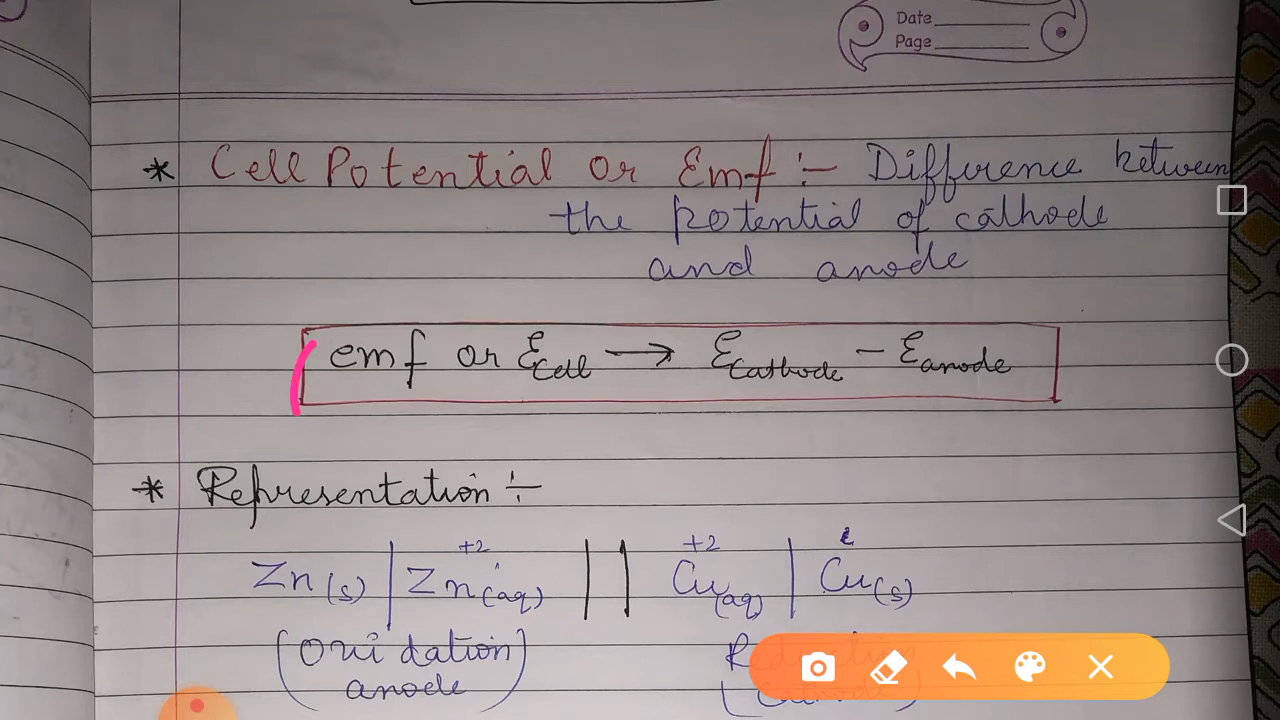 Date
Page
* Cell Potential or Emf :- Difference between
the potential of cathode
and anode
emf or Ecell → Ecathode - Eanode
* Representation :-
Zn(s) | Zn+2(aq) || Cu+2(aq) | Cu(s)
(Oxidation) anode